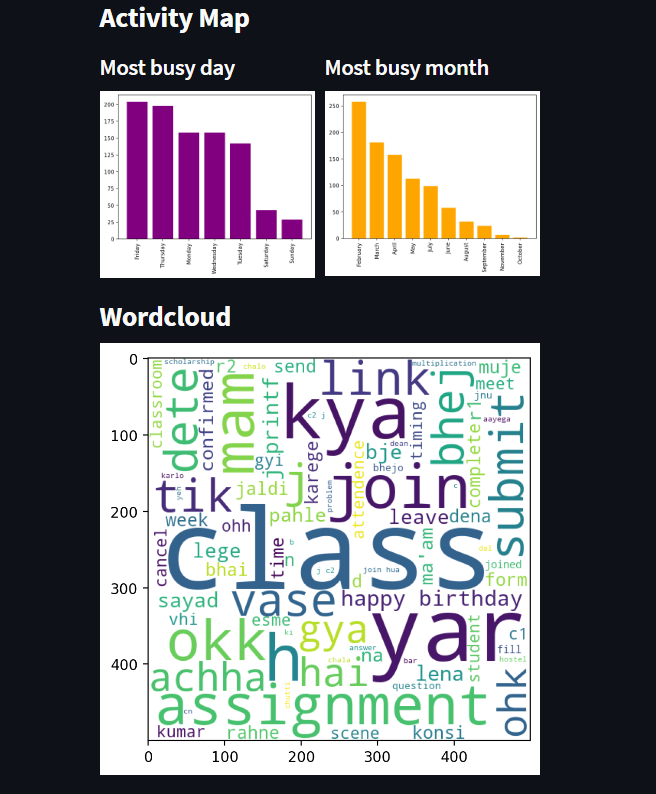 Activity Map
Most busy day
Most busy month
200
175
150
125
100
75
50
25
0
Friday
Thursday
Monday
Wednesday
Tuesday
Saturday
Sunday
250
200
150
100
50
0
February
March
April
May
July
June
August
September
November
October
Wordcloud
0
100
200
300
400
scholarship
r2
chalo
send
link
multiplication
muje
meet
jnu
classroom
dete
confirmed
mam
printf
kya
c2 j
timing
bhej
completer1
aayega
submit
dean
bje
gyi
j
karege
bhejo
karlo
yeh
tik
jaldi
problem
attendence
join
week
ohh
pahle
leave
dena
cancel
class
lege
bhai
time
b
n
j c2
d
join hua
ma'am
dal
joined
form
sayad
vase
happy birthday
vhi
esme
okk
h
ki
gya
answer
na
yar
c1
fill
hostel
student
achha
hai
chala
bar
lena
question
chutti
assignment
cn
ohk
kumar
rahne
scene
konsi
0
100
200
300
400